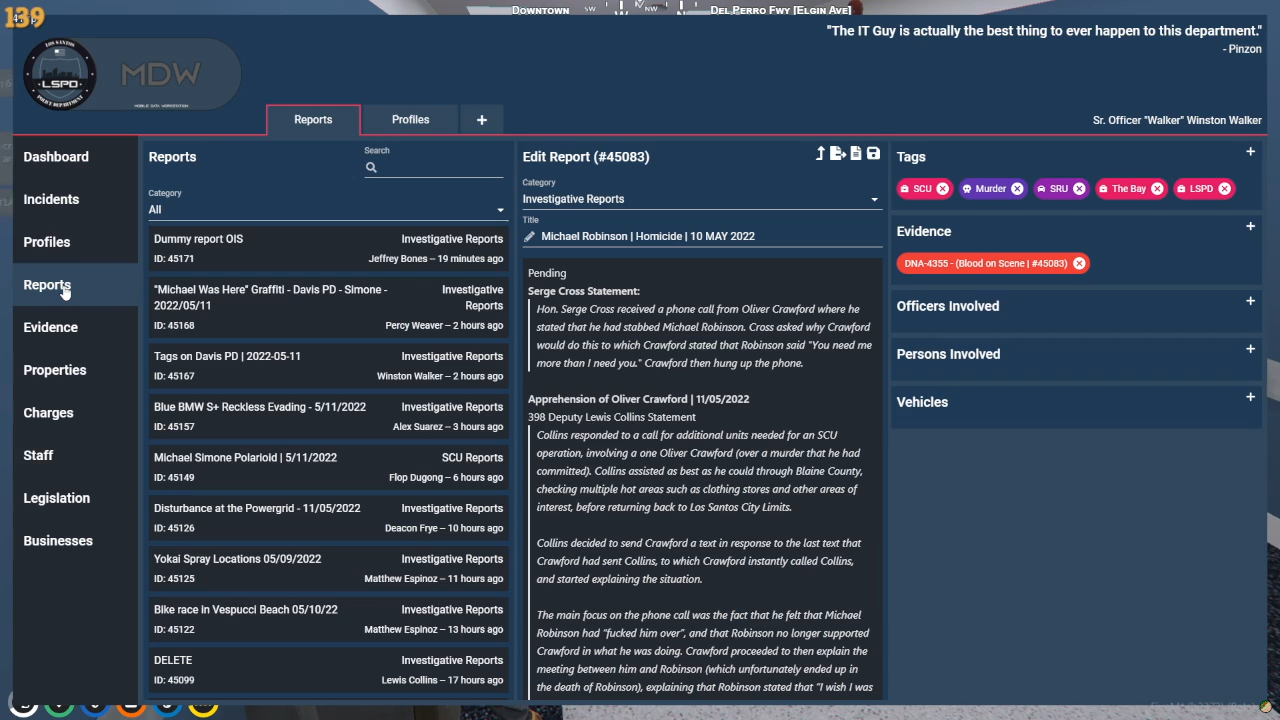 139
DOWNTOWN SW W NW N DEL PERRO FWY [ELGIN AVE]
"The IT Guy is actually the best thing to ever happen to this department."
- Pinzon
LOS SANTOS
LSPD
POLICE DEPARTMENT
MDW
MOBILE DATA WORKSTATION
Reports
Profiles
+
Sr. Officer "Walker" Winston Walker
Dashboard
Incidents
Profiles
Reports
Evidence
Properties
Charges
Staff
Legislation
Businesses
Reports
Search
Category
All
Dummy report OIS Investigative Reports
ID: 45171 Jeffrey Bones – 19 minutes ago
"Michael Was Here" Graffiti - Davis PD - Simone - Investigative
2022/05/11 Reports
ID: 45168 Percy Weaver – 2 hours ago
Tags on Davis PD | 2022-05-11 Investigative Reports
ID: 45167 Winston Walker – 2 hours ago
Blue BMW S+ Reckless Evading - 5/11/2022 Investigative Reports
ID: 45157 Alex Suarez – 3 hours ago
Michael Simone Polarioid | 5/11/2022 SCU Reports
ID: 45149 Flop Dugong – 6 hours ago
Disturbance at the Powergrid - 11/05/2022 Investigative Reports
ID: 45126 Deacon Frye – 10 hours ago
Yokai Spray Locations 05/09/2022 Investigative Reports
ID: 45125 Matthew Espinoz – 11 hours ago
Bike race in Vespucci Beach 05/10/22 Investigative Reports
ID: 45122 Matthew Espinoz – 13 hours ago
DELETE Investigative Reports
ID: 45099 Lewis Collins – 17 hours ago
Edit Report (#45083)
Category
Investigative Reports
Title
Michael Robinson | Homicide | 10 MAY 2022
Pending
Serge Cross Statement:
Hon. Serge Cross received a phone call from Oliver Crawford where he
stated that he had stabbed Michael Robinson. Cross asked why Crawford
would do this to which Crawford stated that Robinson said "You need me
more than I need you." Crawford then hung up the phone.
Apprehension of Oliver Crawford | 11/05/2022
398 Deputy Lewis Collins Statement
Collins responded to a call for additional units needed for an SCU
operation, involving a one Oliver Crawford (over a murder that he had
committed). Collins assisted as best as he could through Blaine County,
checking multiple hot areas such as clothing stores and other areas of
interest, before returning back to Los Santos City Limits.
Collins decided to send Crawford a text in response to the last text that
Crawford had sent Collins, to which Crawford instantly called Collins,
and started explaining the situation.
The main focus on the phone call was the fact that he felt that Michael
Robinson had "fucked him over", and that Robinson no longer supported
Crawford in what he was doing. Crawford proceeded to then explain the
meeting between him and Robinson (which unfortunately ended up in
the death of Robinson), explaining that Robinson stated that "I wish I was
Tags
+
SCU Murder SRU The Bay LSPD
Evidence
+
DNA-4355 - (Blood on Scene | #45083)
Officers Involved
+
Persons Involved
+
Vehicles
+